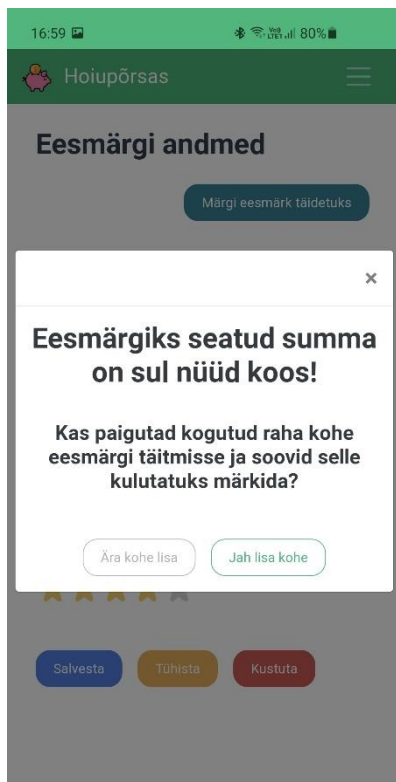 16:59 80%
Hoiupõrsas
Eesmärgi andmed
Märgi eesmärk täidetuks
×
Eesmärgiks seatud summa
on sul nüüd koos!
Kas paigutad kogutud raha kohe
eesmärgi täitmisse ja soovid selle
kulutatuks märkida?
Ära kohe lisa Jah lisa kohe
Salvesta Tühista Kustuta